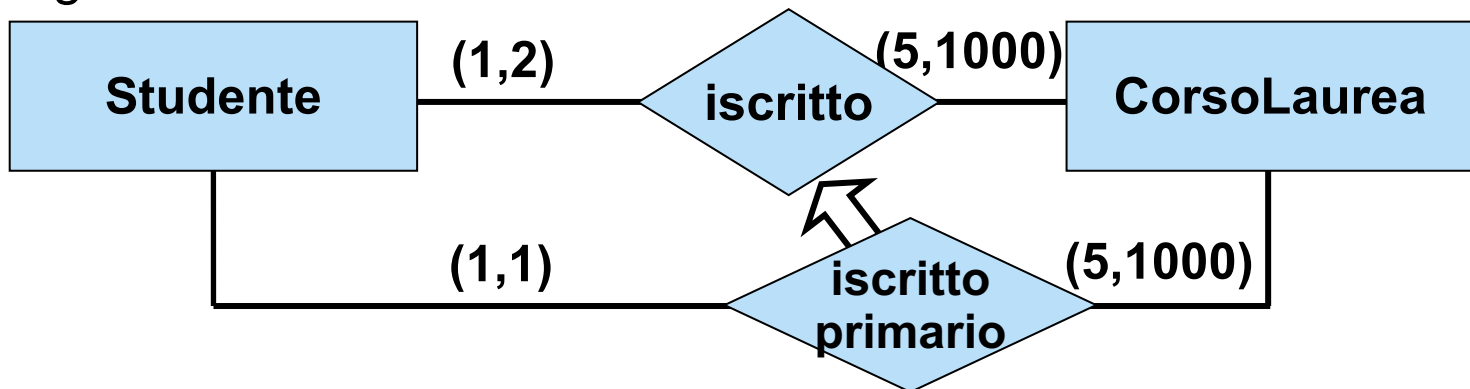 Studente
(1,2)
iscritto
(5,1000)
CorsoLaurea
(1,1)
iscritto
primario
(5,1000)